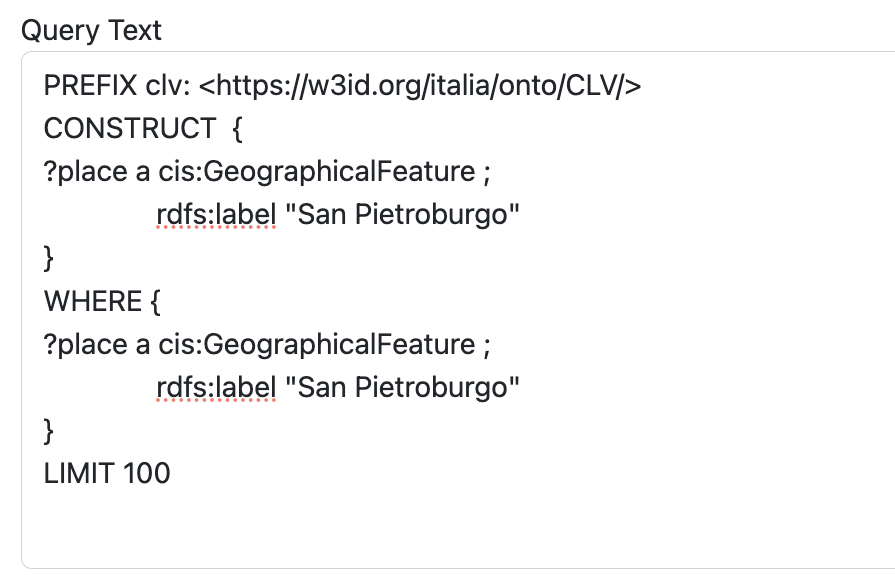 Query Text
PREFIX clv: <https://w3id.org/italia/onto/CLV/>
CONSTRUCT  {
?place a cis:GeographicalFeature ;
rdfs:label "San Pietroburgo"
}
WHERE {
?place a cis:GeographicalFeature ;
rdfs:label "San Pietroburgo"
}
LIMIT 100